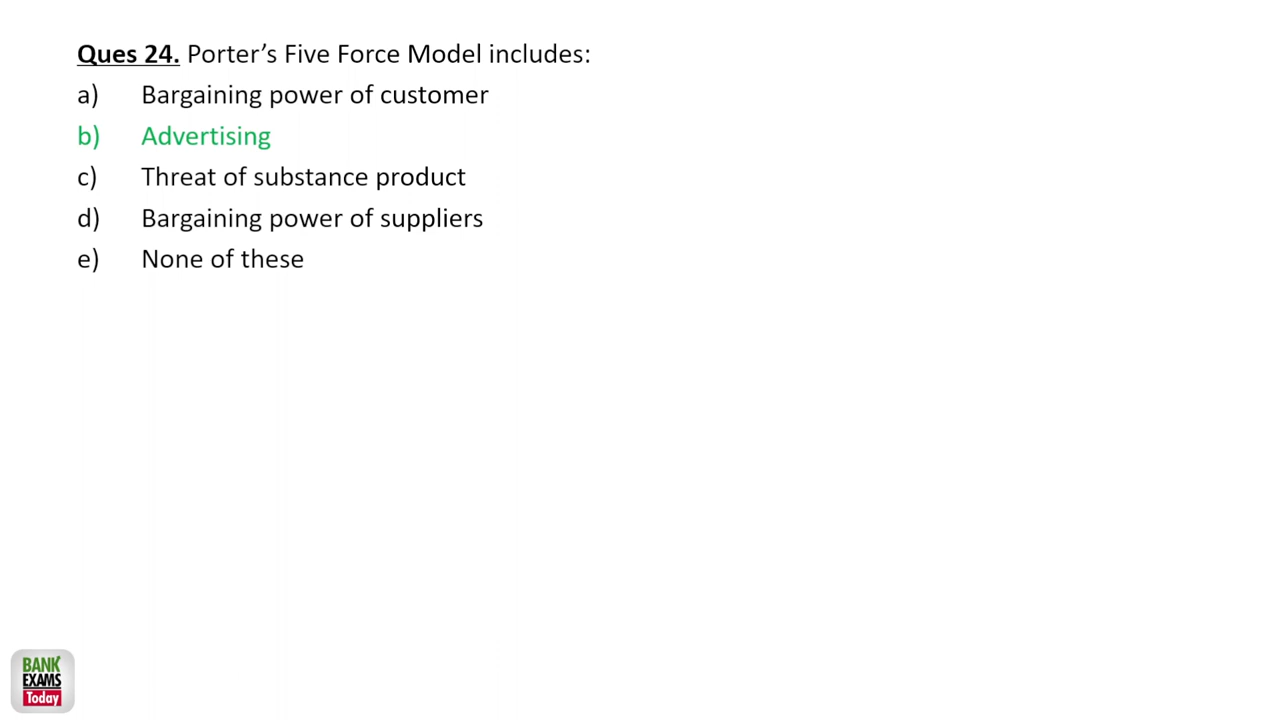 Ques 24. Porter’s Five Force Model includes:
a) Bargaining power of customer
b) Advertising
c) Threat of substance product
d) Bargaining power of suppliers
e) None of these
BANK
EXAMS
Today